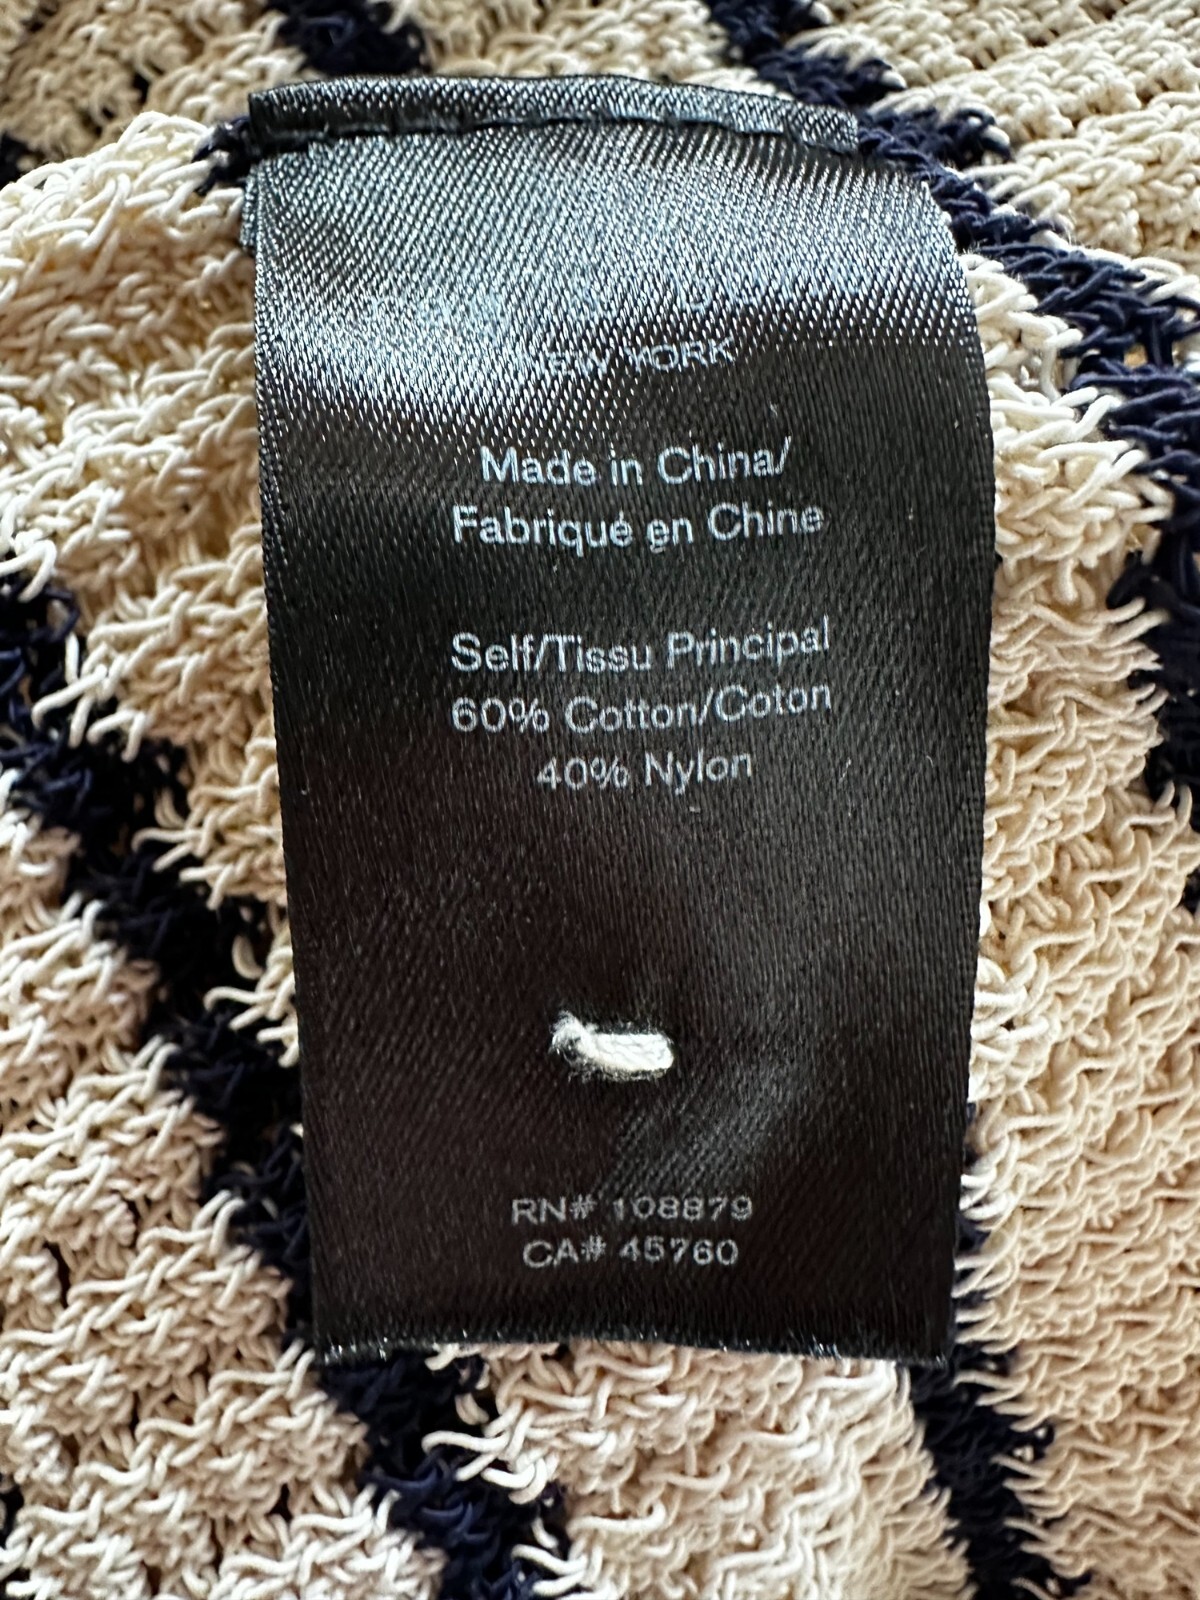 NEW YORK
Made in China/
Fabriqué en Chine
Self/Tissu Principal
60% Cotton/Coton
40% Nylon
RN# 108879
CA# 45760